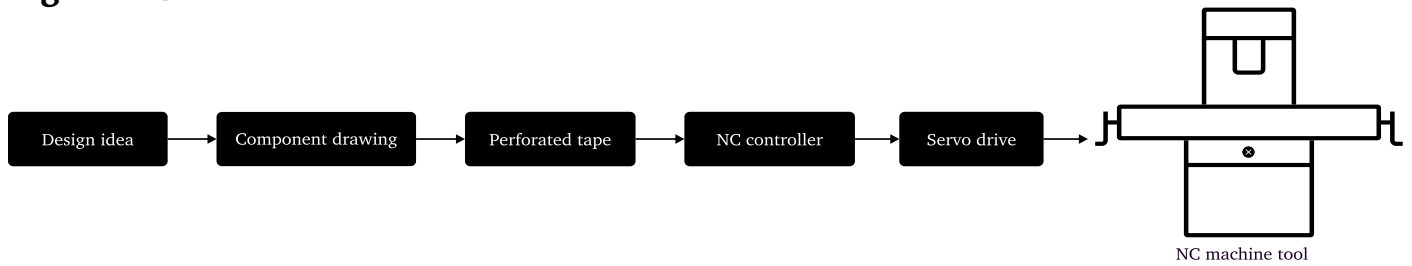 Design idea
Component drawing
Perforated tape
NC controller
Servo drive
NC machine tool